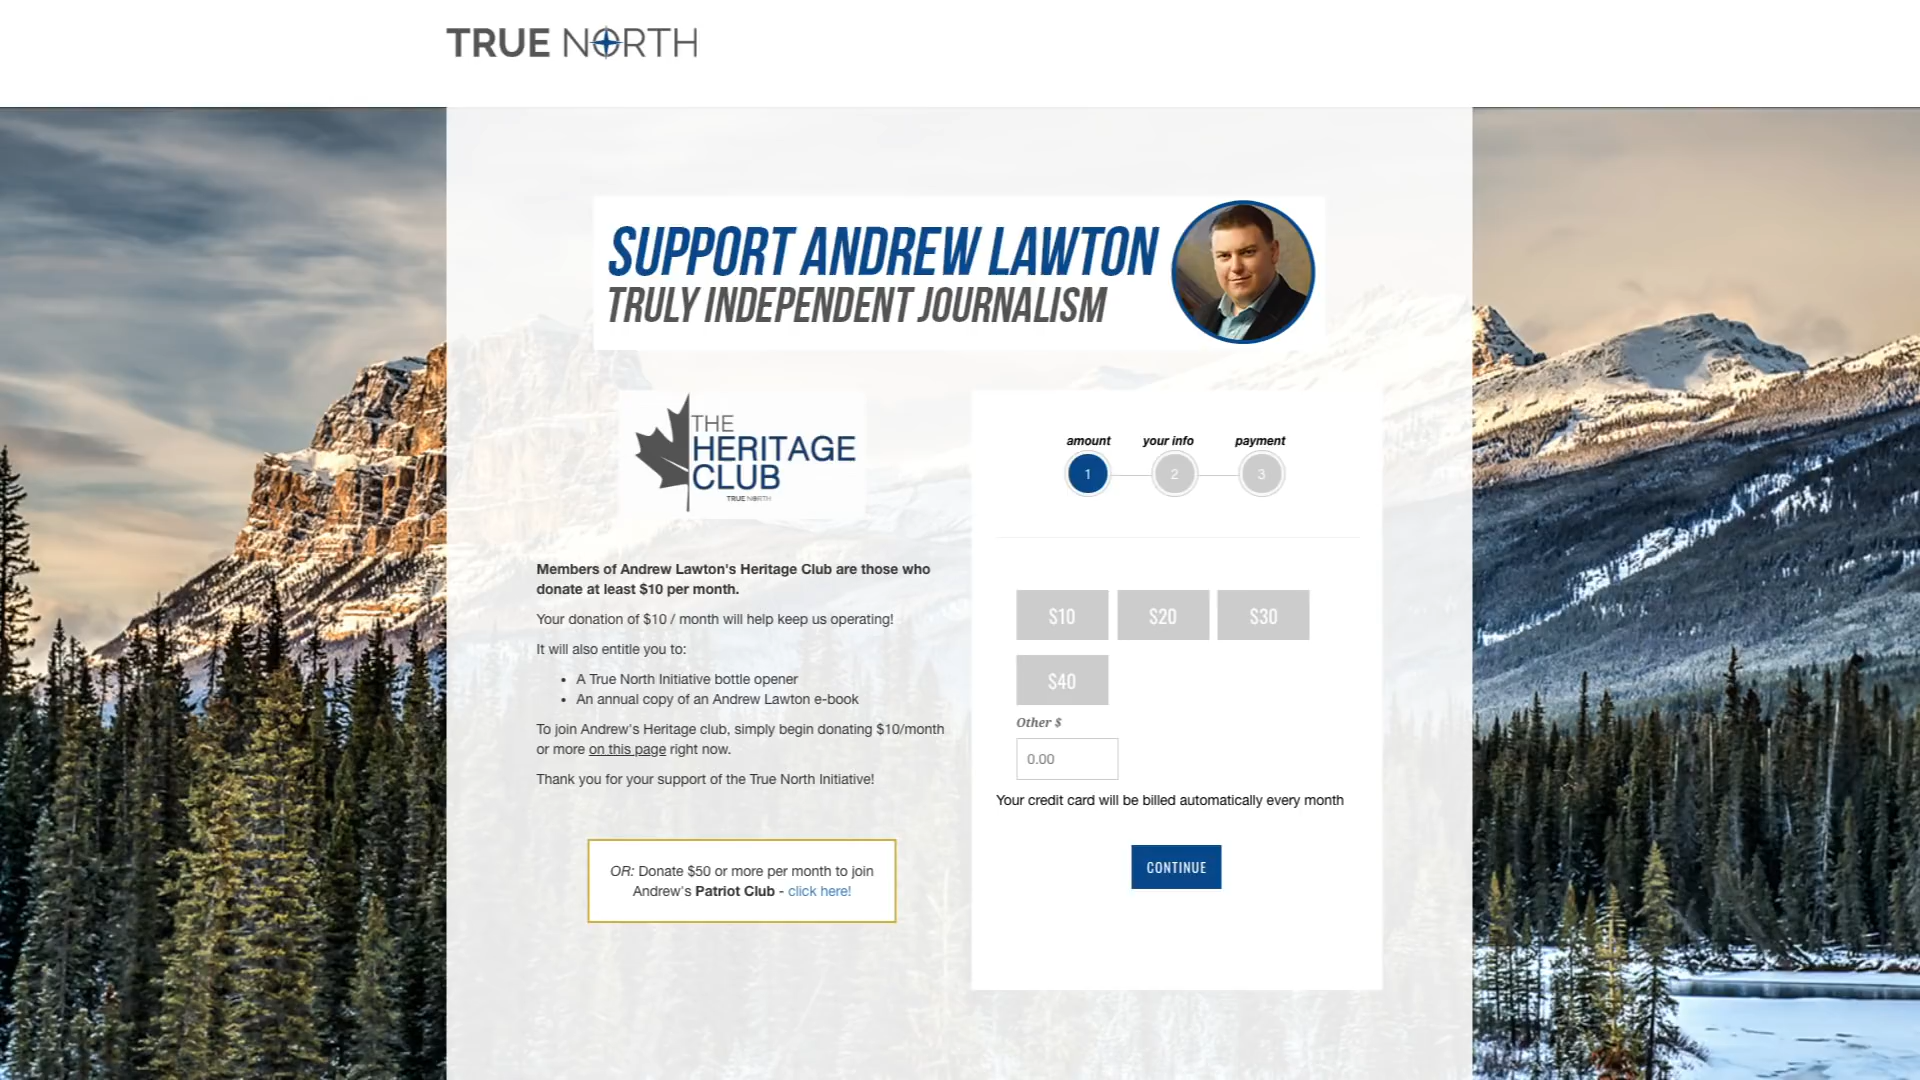 TRUE NORTH
SUPPORT ANDREW LAWTON
TRULY INDEPENDENT JOURNALISM
THE
HERITAGE
CLUB
TRUE NORTH
Members of Andrew Lawton's Heritage Club are those who
donate at least $10 per month.
Your donation of $10 / month will help keep us operating!
It will also entitle you to:
• A True North Initiative bottle opener
• An annual copy of an Andrew Lawton e-book
To join Andrew's Heritage club, simply begin donating $10/month
or more on this page right now.
Thank you for your support of the True North Initiative!
OR: Donate $50 or more per month to join
Andrew's Patriot Club - click here!
amount your info payment
1 2 3
$10 $20 $30
$40
Other $
0.00
Your credit card will be billed automatically every month
CONTINUE